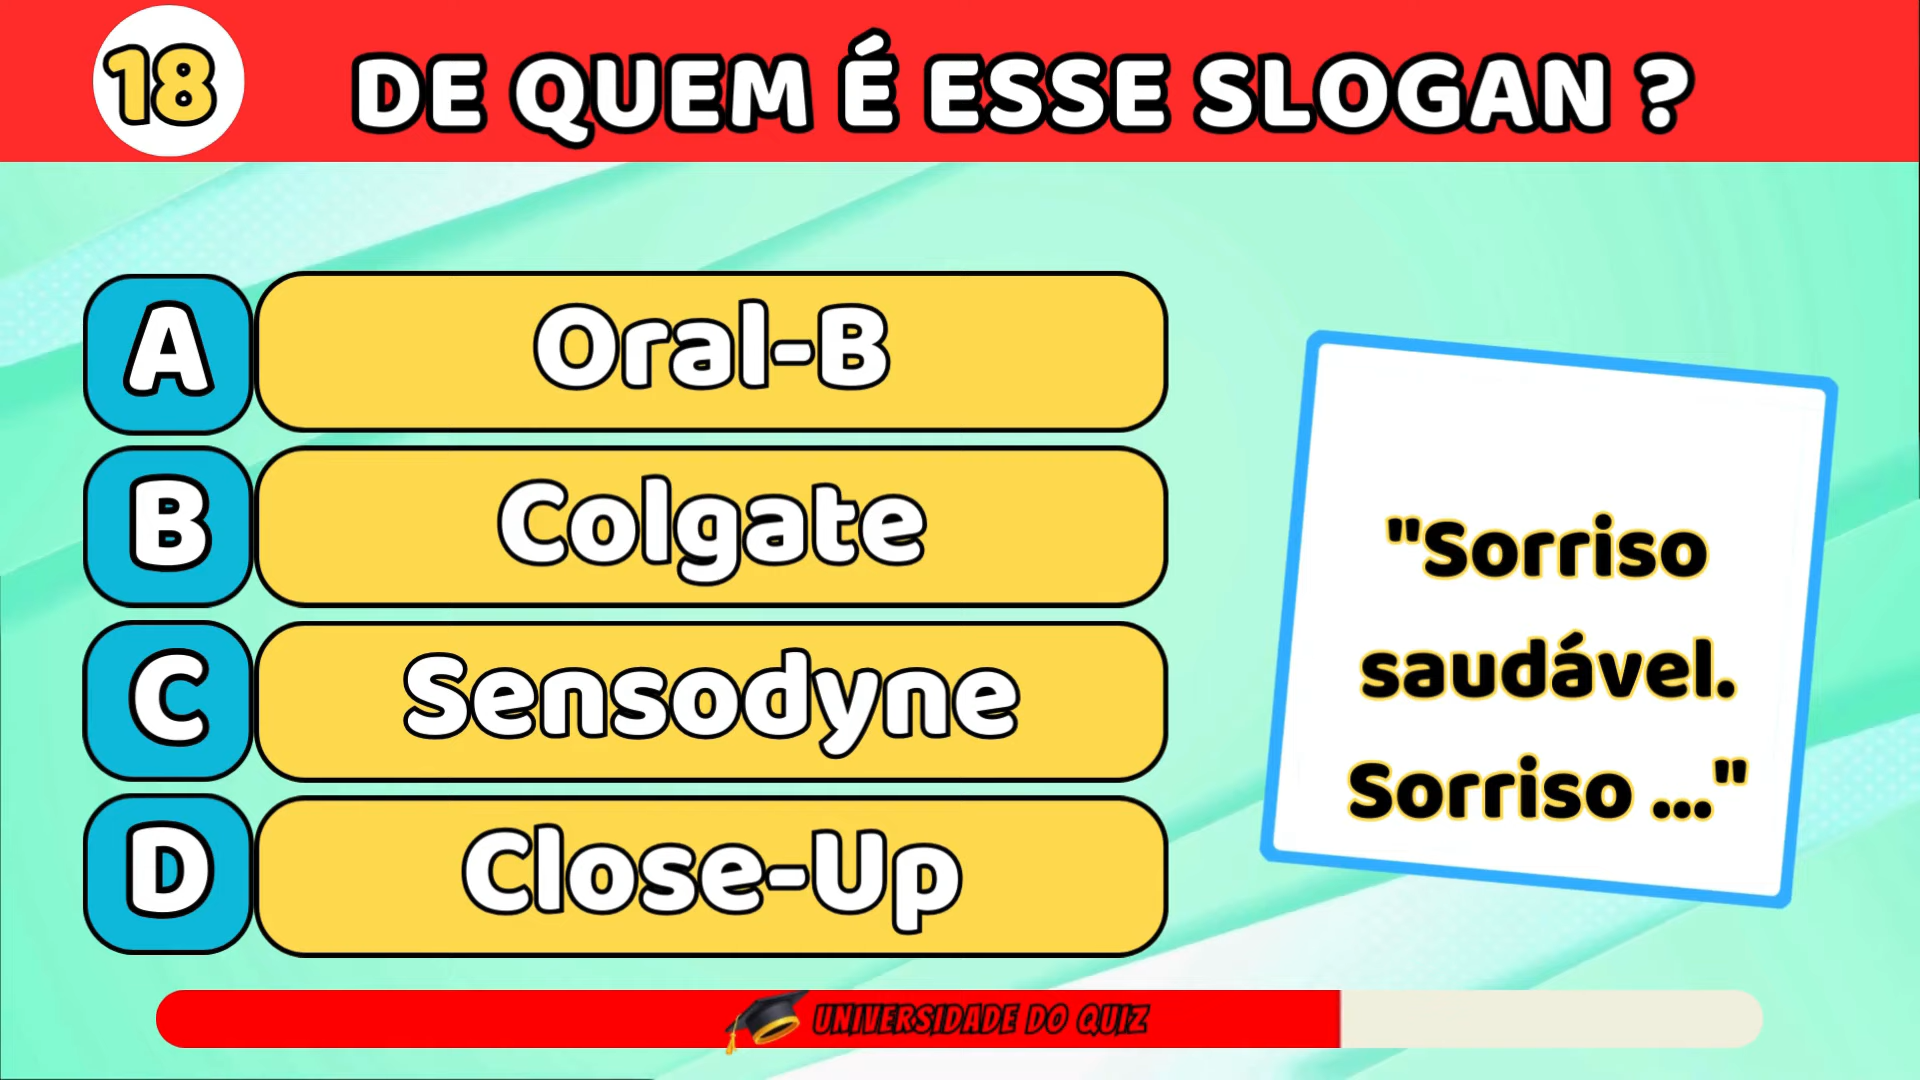 18
DE QUEM É ESSE SLOGAN ?
A
Oral-B
B
Colgate
C
Sensodyne
D
Close-Up
"Sorriso
saudável.
Sorriso ..."
UNIVERSIDADE DO QUIZ